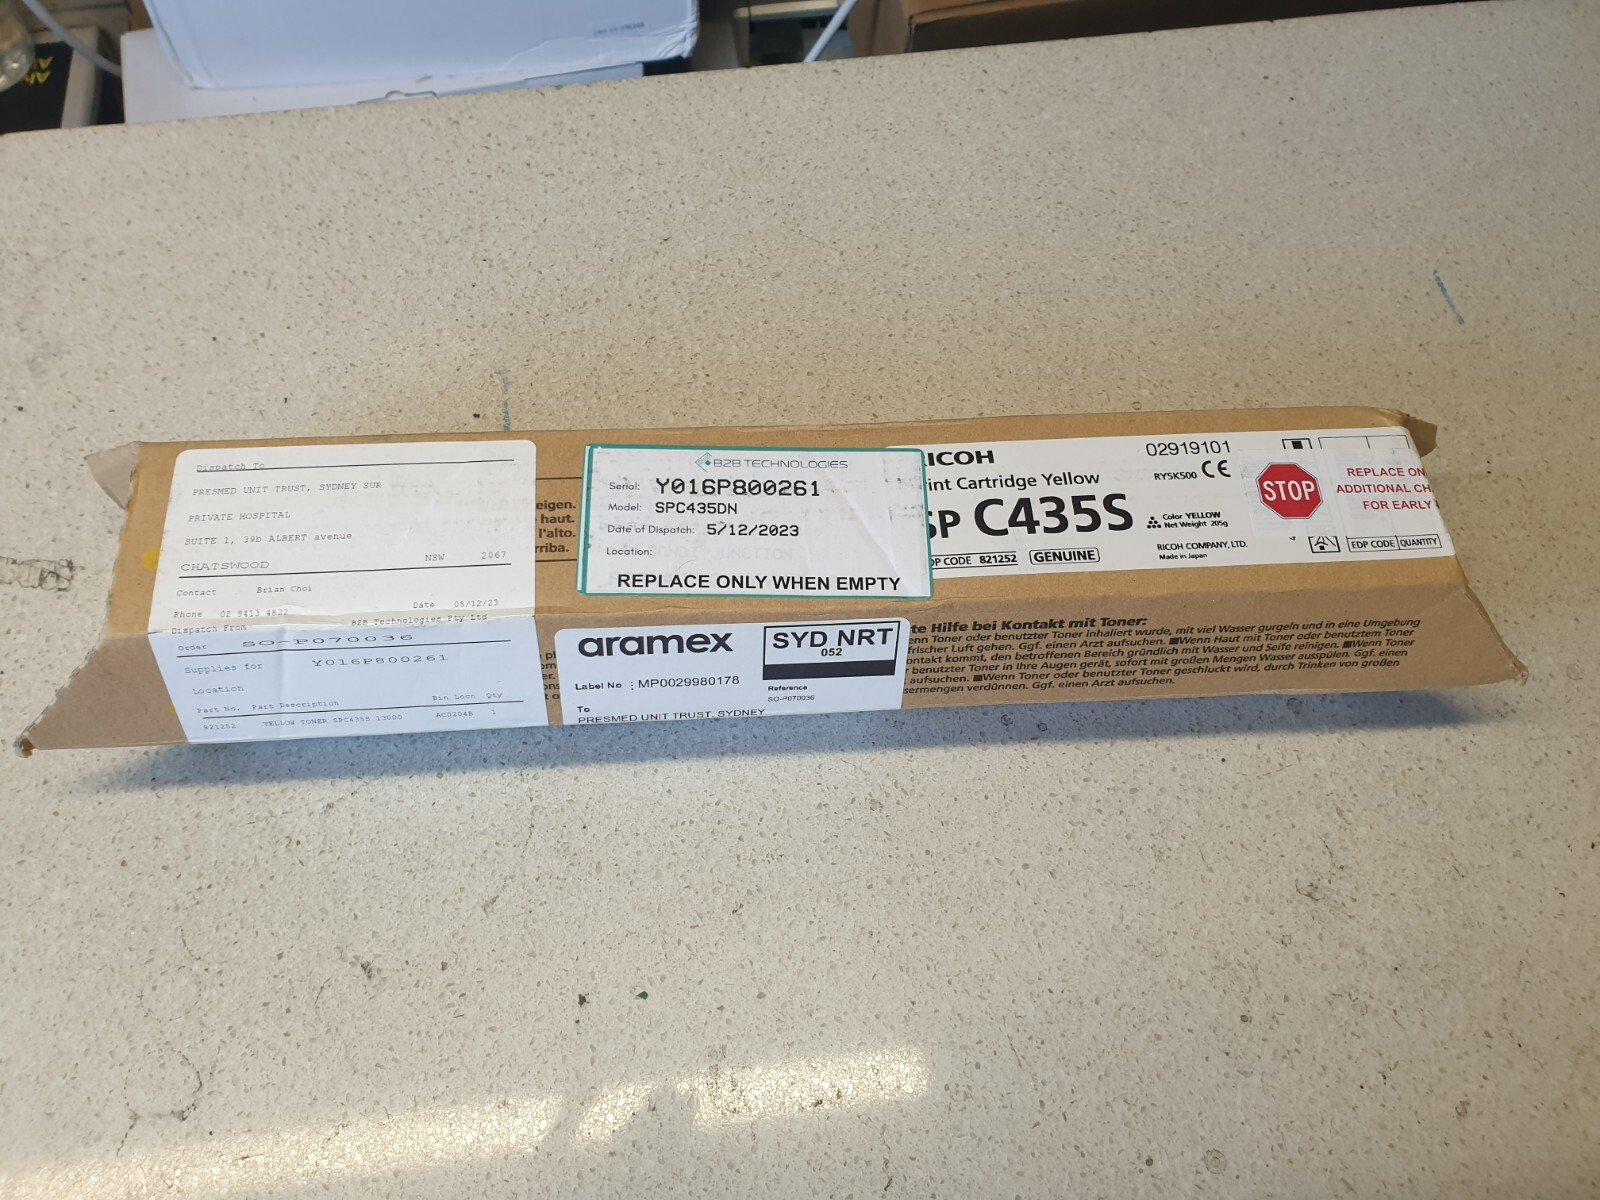 Dispatch To
PRESMED UNIT TRUST, SYDNEY SUR
PRIVATE HOSPITAL
SUITE 1, 38b ALBERT avenue
CHATSWOOD NSW 2067
Contact Brian Choi
Phone 02 9413 4822 Date 05/12/23
Dispatch From B2B Technologies Pty Ltd
Order SO-P070036
Supplies for Y016P800261
Location
Part No. Part Description Bin Locn Qty
821252 YELLOW TONER SPC435S 13000 AC0204B 1
eigen.
haut.
l'alto.
rriba.
B2B TECHNOLOGIES
Serial: Y016P800261
Model: SPC435DN
Date of Dispatch: 5/12/2023
Location:
REPLACE ONLY WHEN EMPTY
aramex
SYD NRT
052
Label No : MP0029980178
Reference
SO-P070036
To
PRESMED UNIT TRUST, SYDNEY
ICOH
int Cartridge Yellow
SP C435S
DP CODE 821252 GENUINE
02919101
RY5K500 CE
Color YELLOW
Net Weight 205g
RICOH COMPANY, LTD.
Made in Japan
STOP
REPLACE ON
ADDITIONAL CH
FOR EARLY
EDP CODE QUANTITY
te Hilfe bei Kontakt mit Toner:
enn Toner oder benutzter Toner inhaliert wurde, mit viel Wasser gurgeln und in eine Umgebung
frischer Luft gehen. Ggf. einen Arzt aufsuchen. ■Wenn Haut mit Toner oder benutztem Toner
ontakt kommt, den betroffenen Bereich gründlich mit Wasser und Seife reinigen. ■Wenn Toner
benutzter Toner in Ihre Augen gerät, sofort mit großen Mengen Wasser ausspülen. Ggf. einen
aufsuchen. ■Wenn Toner oder benutzter Toner geschluckt wird, durch Trinken von großen
sermengen verdünnen. Ggf. einen Arzt aufsuchen.